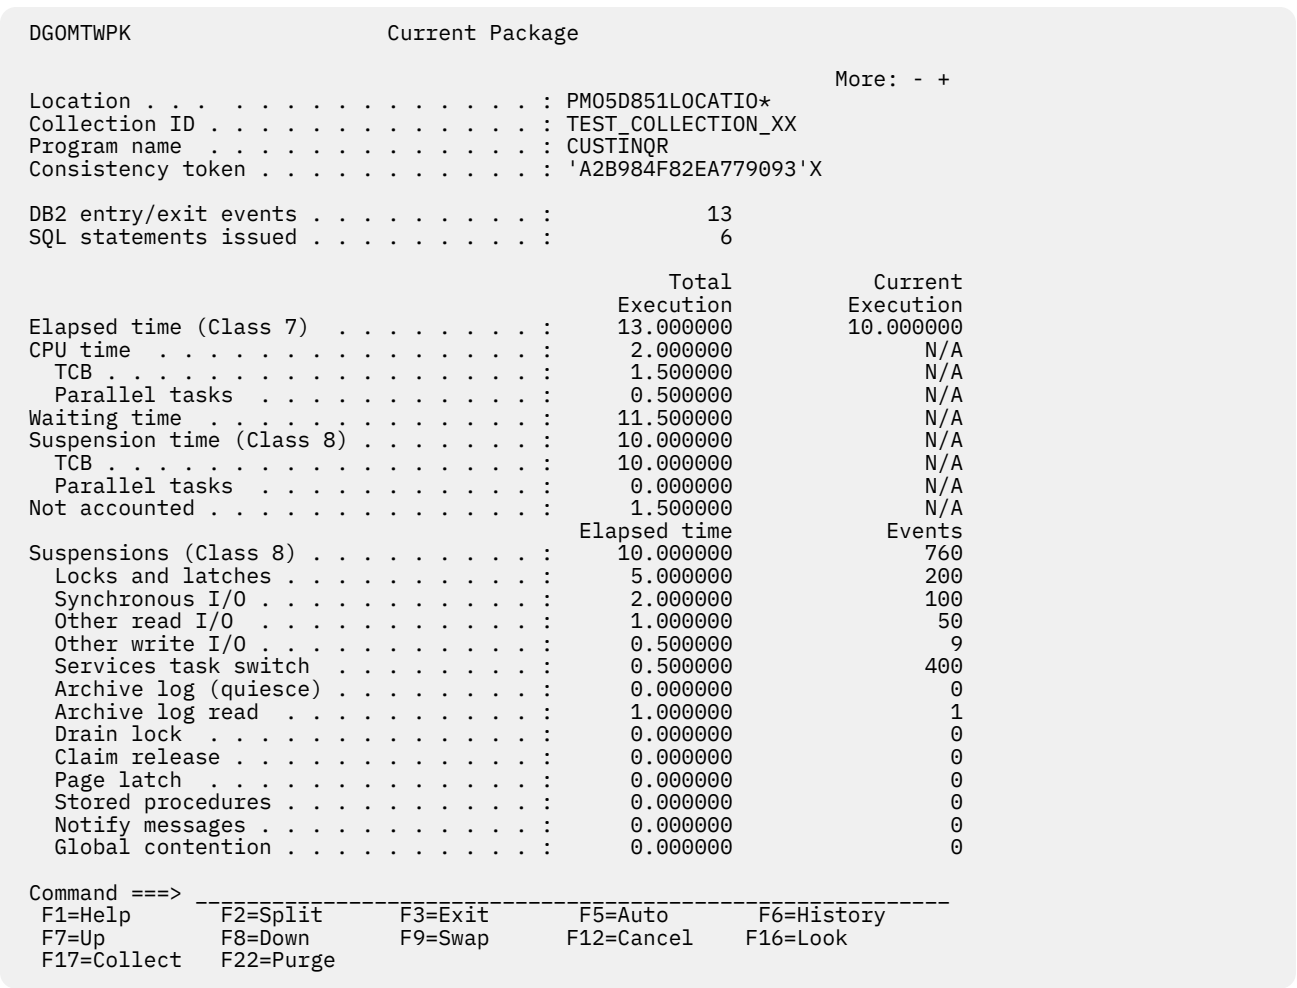 DGOMTWPK                    Current Package
                                                               More: - +
Location . . .  . . . . . . . . . . . . . : PMO5D851LOCATIO*
Collection ID . . . . . . . . . . . . . . : TEST_COLLECTION_XX
Program name  . . . . . . . . . . . . . . : CUSTINQR
Consistency token . . . . . . . . . . . . : 'A2B984F82EA779093'X
DB2 entry/exit events . . . . . . . . . . :            13
SQL statements issued . . . . . . . . . . :             6
                                                  Total           Current
                                              Execution         Execution
Elapsed time (Class 7)  . . . . . . . . . :     13.000000         10.000000
CPU time  . . . . . . . . . . . . . . . . :      2.000000               N/A
  TCB . . . . . . . . . . . . . . . . . . :      1.500000               N/A
  Parallel tasks  . . . . . . . . . . . . :      0.500000               N/A
Waiting time  . . . . . . . . . . . . . . :     11.500000               N/A
Suspension time (Class 8) . . . . . . . . :     10.000000               N/A
  TCB . . . . . . . . . . . . . . . . . . :     10.000000               N/A
  Parallel tasks  . . . . . . . . . . . . :      0.000000               N/A
Not accounted . . . . . . . . . . . . . . :      1.500000               N/A
                                           Elapsed time            Events
Suspensions (Class 8) . . . . . . . . . . :     10.000000               760
  Locks and latches . . . . . . . . . . . :      5.000000               200
  Synchronous I/O . . . . . . . . . . . . :      2.000000               100
  Other read I/O  . . . . . . . . . . . . :      1.000000                50
  Other write I/O . . . . . . . . . . . . :      0.500000                 9
  Services task switch  . . . . . . . . . :      0.500000               400
  Archive log (quiesce) . . . . . . . . . :      0.000000                 0
  Archive log read  . . . . . . . . . . . :      1.000000                 1
  Drain lock  . . . . . . . . . . . . . . :      0.000000                 0
  Claim release . . . . . . . . . . . . . :      0.000000                 0
  Page latch  . . . . . . . . . . . . . . :      0.000000                 0
  Stored procedures . . . . . . . . . . . :      0.000000                 0
  Notify messages . . . . . . . . . . . . :      0.000000                 0
  Global contention . . . . . . . . . . . :      0.000000                 0
Command ===> ___________________________________________________________
 F1=Help       F2=Split      F3=Exit       F5=Auto       F6=History
 F7=Up         F8=Down       F9=Swap      F12=Cancel    F16=Look
 F17=Collect   F22=Purge